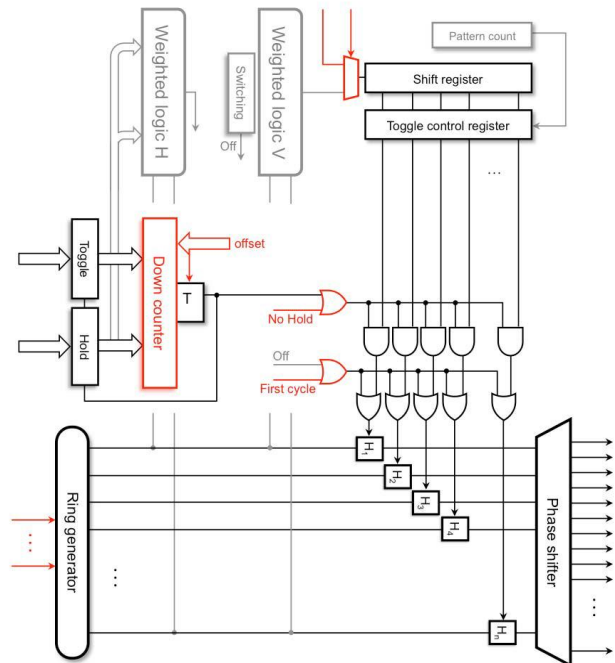 Weighted logic H
Switching
Off
Weighted logic V
Pattern count
Shift register
Toggle control register
...
Toggle
Hold
Down counter
offset
T
No Hold
Off
First cycle
Ring generator
...
...
H1
H2
H3
H4
Hn
Phase shifter
...